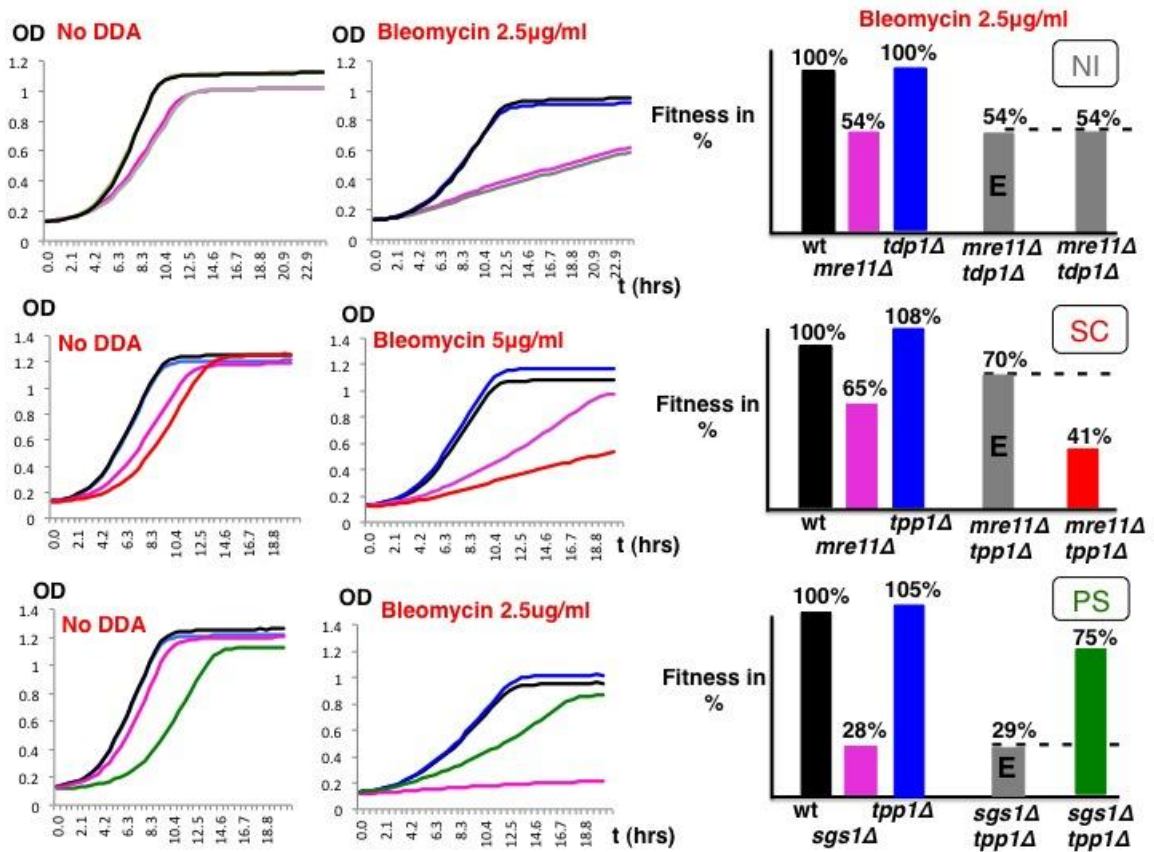 OD No DDA
1.2
1
0.8
0.6
0.4
0.2
0
0.0 2.1 4.2 6.3 8.3 10.4 12.5 14.6 16.7 18.8 20.9 22.9
OD Bleomycin 2.5µg/ml
1.2
1
0.8
0.6
0.4
0.2
0
0.0 2.1 4.2 6.3 8.3 10.4 12.5 14.6 16.7 18.8 20.9 22.9
t (hrs)
Bleomycin 2.5µg/ml
NI
Fitness in
%
100% 54% 100% 54% 54%
E
wt mre11Δ tdp1Δ mre11Δ mre11Δ
tdp1Δ tdp1Δ
OD
No DDA
1.4
1.2
1
0.8
0.6
0.4
0.2
0
0.0 2.1 4.2 6.3 8.3 10.4 12.5 14.6 16.7 18.8
OD
Bleomycin 5µg/ml
1.4
1.2
1
0.8
0.6
0.4
0.2
0
0.0 2.1 4.2 6.3 8.3 10.4 12.5 14.6 16.7 18.8
t (hrs)
SC
Fitness in
%
100% 65% 108% 70% 41%
E
wt mre11Δ tpp1Δ mre11Δ mre11Δ
tpp1Δ tpp1Δ
OD
No DDA
1.4
1.2
1
0.8
0.6
0.4
0.2
0
0.0 2.1 4.2 6.3 8.3 10.4 12.5 14.6 16.7 18.8
OD
Bleomycin 2.5ug/ml
1.4
1.2
1
0.8
0.6
0.4
0.2
0
0.0 2.1 4.2 6.3 8.3 10.4 12.5 14.6 16.7 18.8
t (hrs)
PS
Fitness in
%
100% 28% 105% 29% 75%
E
wt sgs1Δ tpp1Δ sgs1Δ sgs1Δ
tpp1Δ tpp1Δ